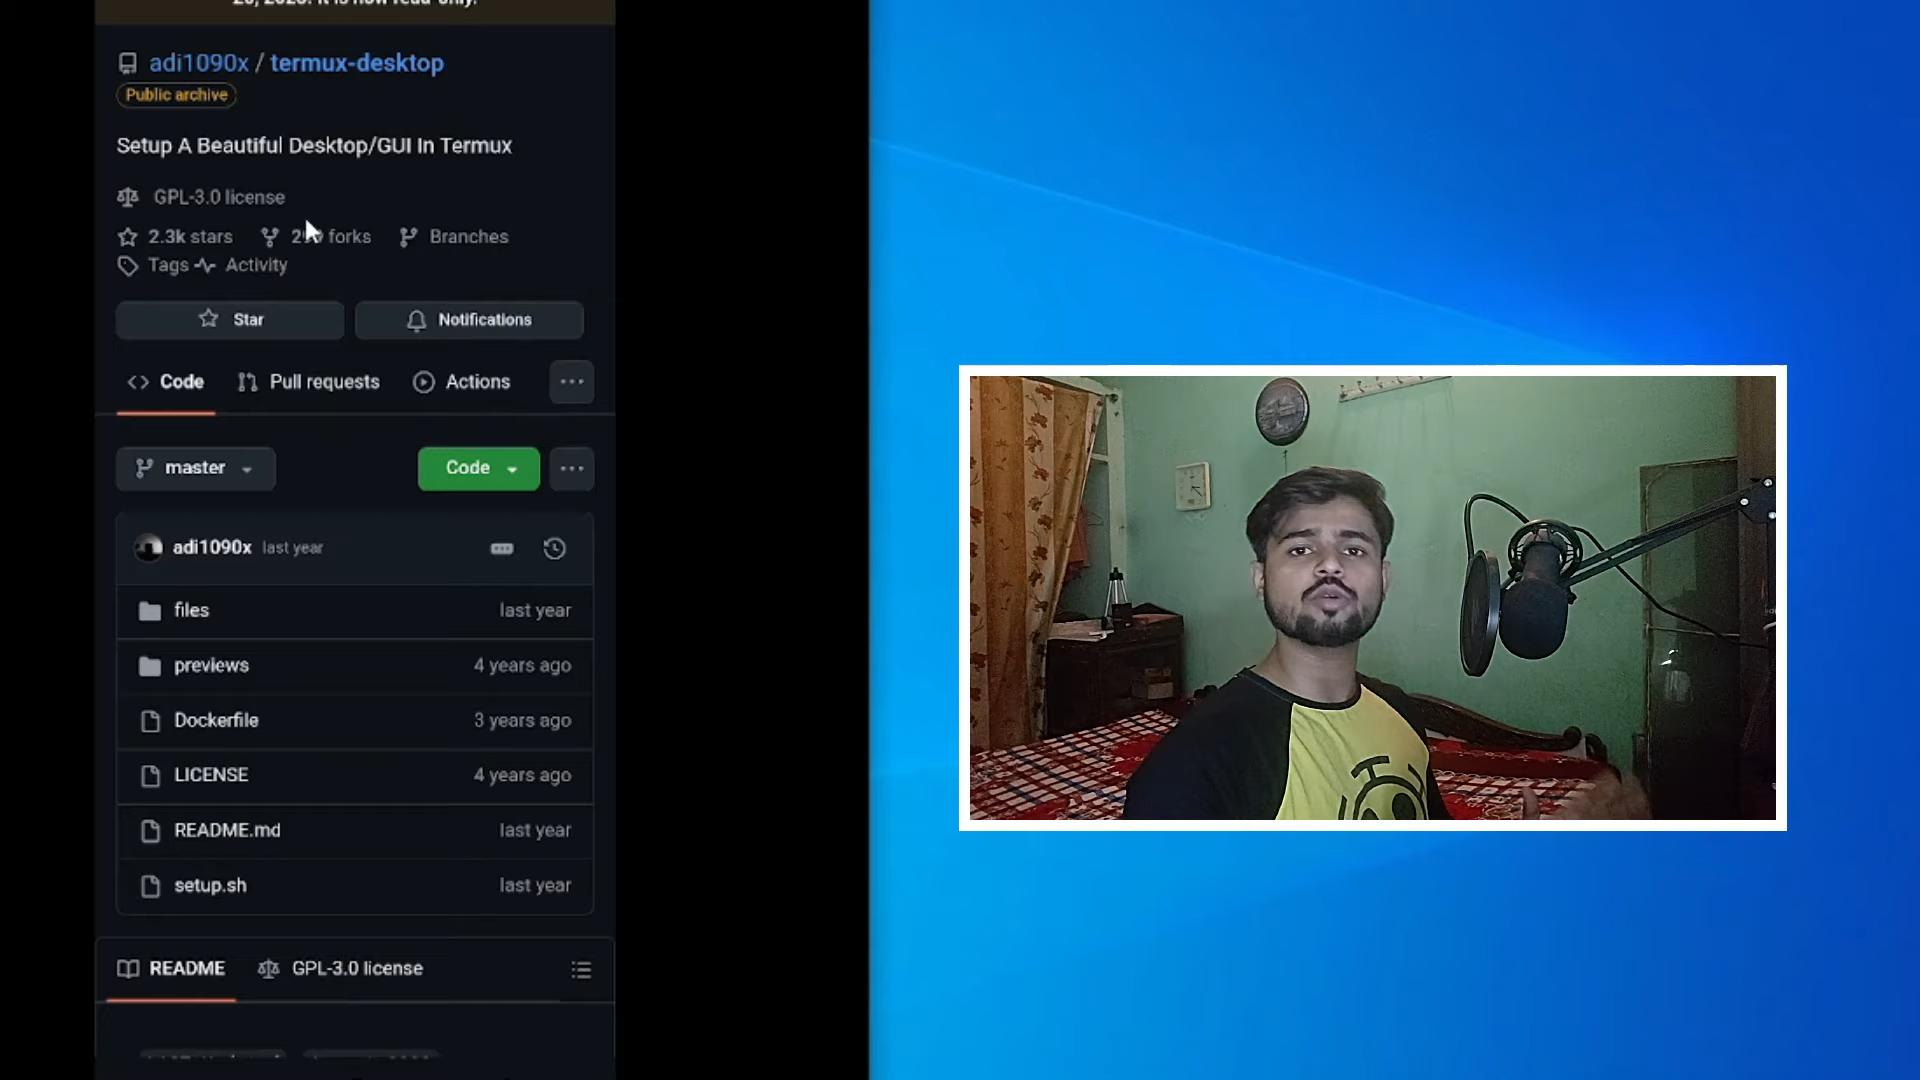 adi1090x / termux-desktop
Public archive
Setup A Beautiful Desktop/GUI In Termux
GPL-3.0 license
2.3k stars forks Branches
Tags Activity
Star Notifications
Code Pull requests Actions
master Code
adi1090x last year
files last year
previews 4 years ago
Dockerfile 3 years ago
LICENSE 4 years ago
README.md last year
setup.sh last year
README GPL-3.0 license